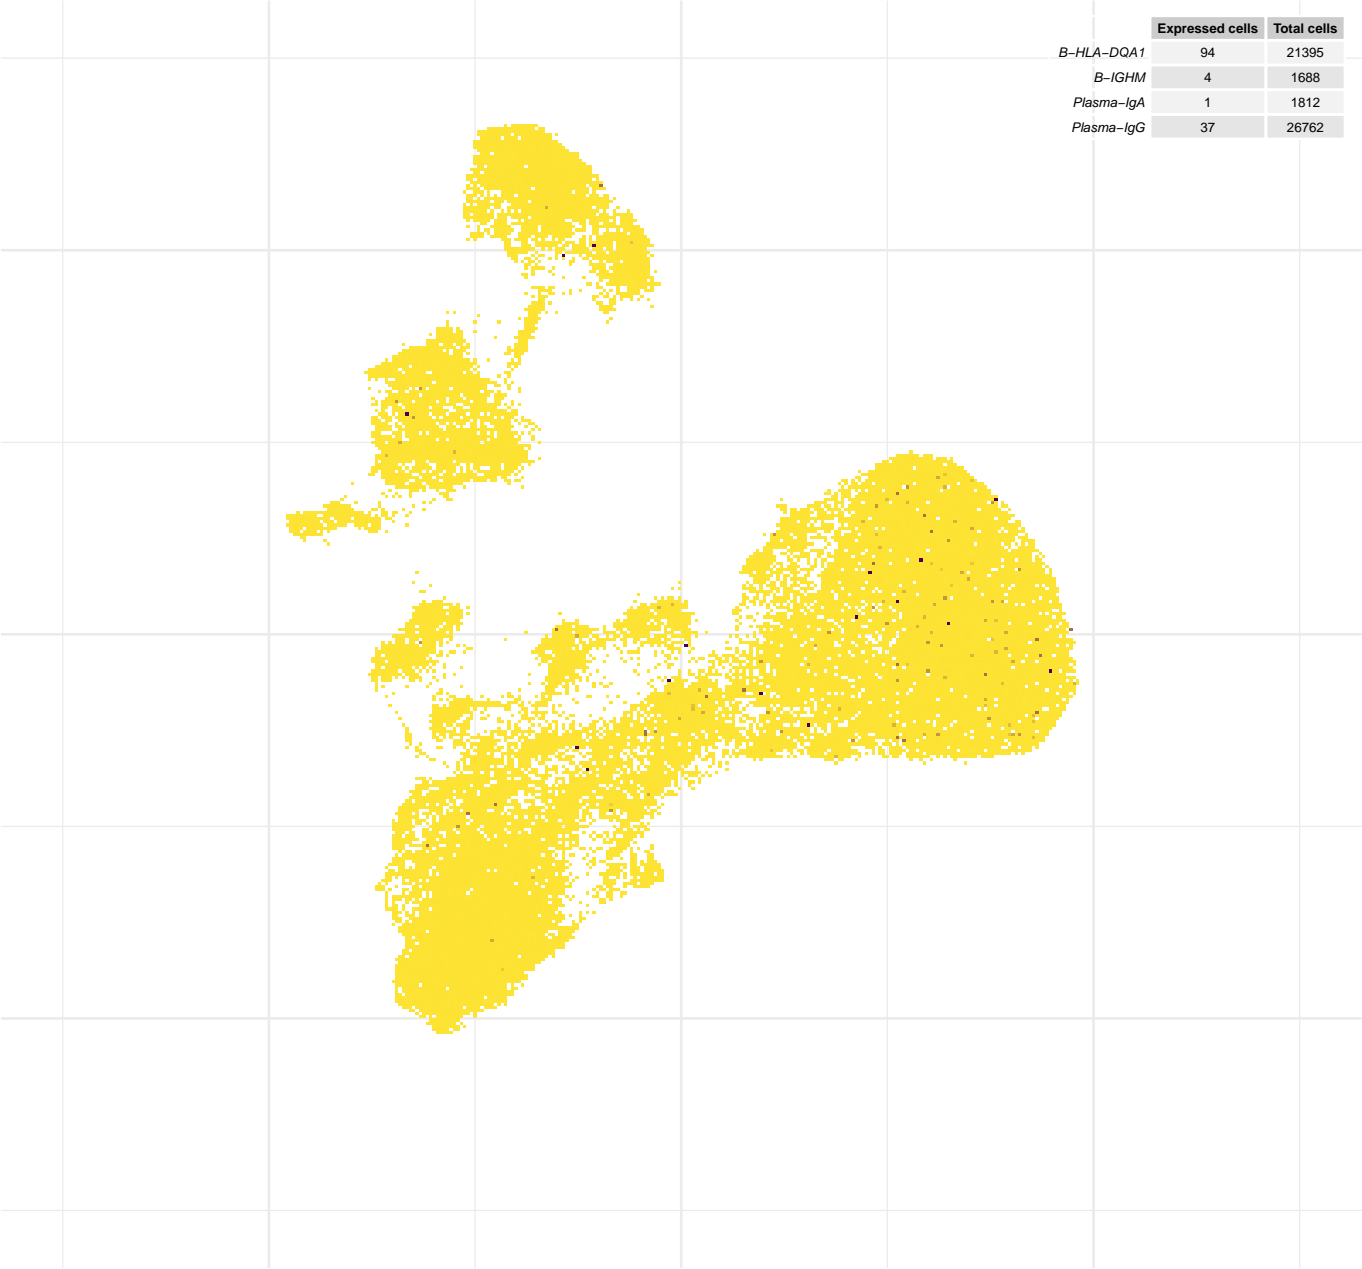 Expressed cells Total cells
B−HLA−DQA1 94 21395
B−IGHM 4 1688
Plasma−IgA 1 1812
Plasma−IgG 37 26762